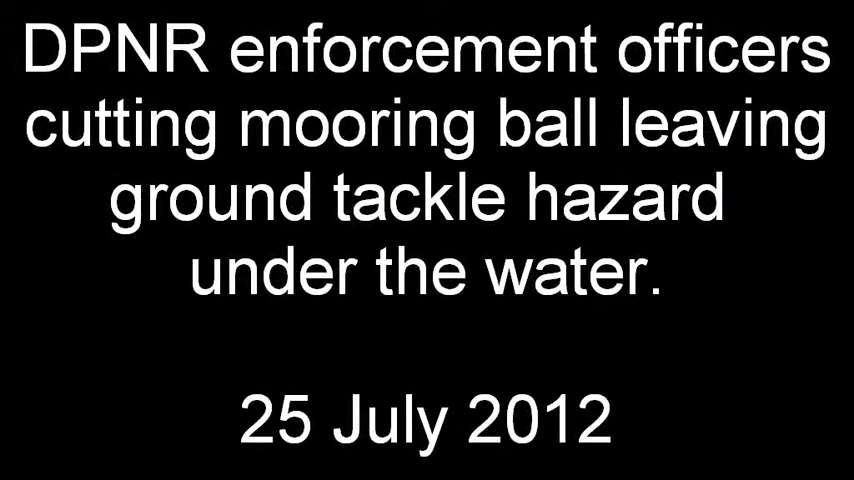 DPNR enforcement officers
cutting mooring ball leaving
ground tackle hazard
under the water.
25 July 2012